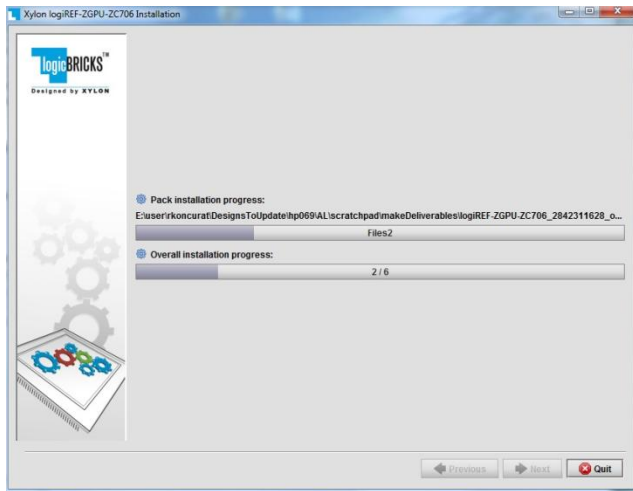 Xylon logiREF-ZGPU-ZC706 Installation
logicBRICKS™
Designed by XYLON
Pack installation progress:
E:\user\rkoncurat\DesignsToUpdate\hp069\AL\scratchpad\makeDeliverables\logiREF-ZGPU-ZC706_2842311628_o...
Files2
Overall installation progress:
2 / 6
Previous
Next
Quit